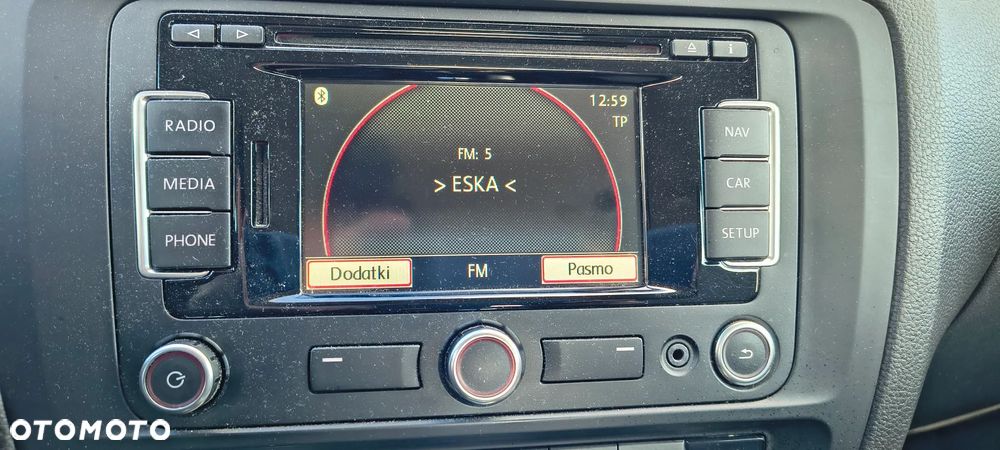 RADIO
MEDIA
PHONE
12:59
TP
FM: 5
> ESKA <
Dodatki
FM
Pasmo
NAV
CAR
SETUP
i
OTOMOTO